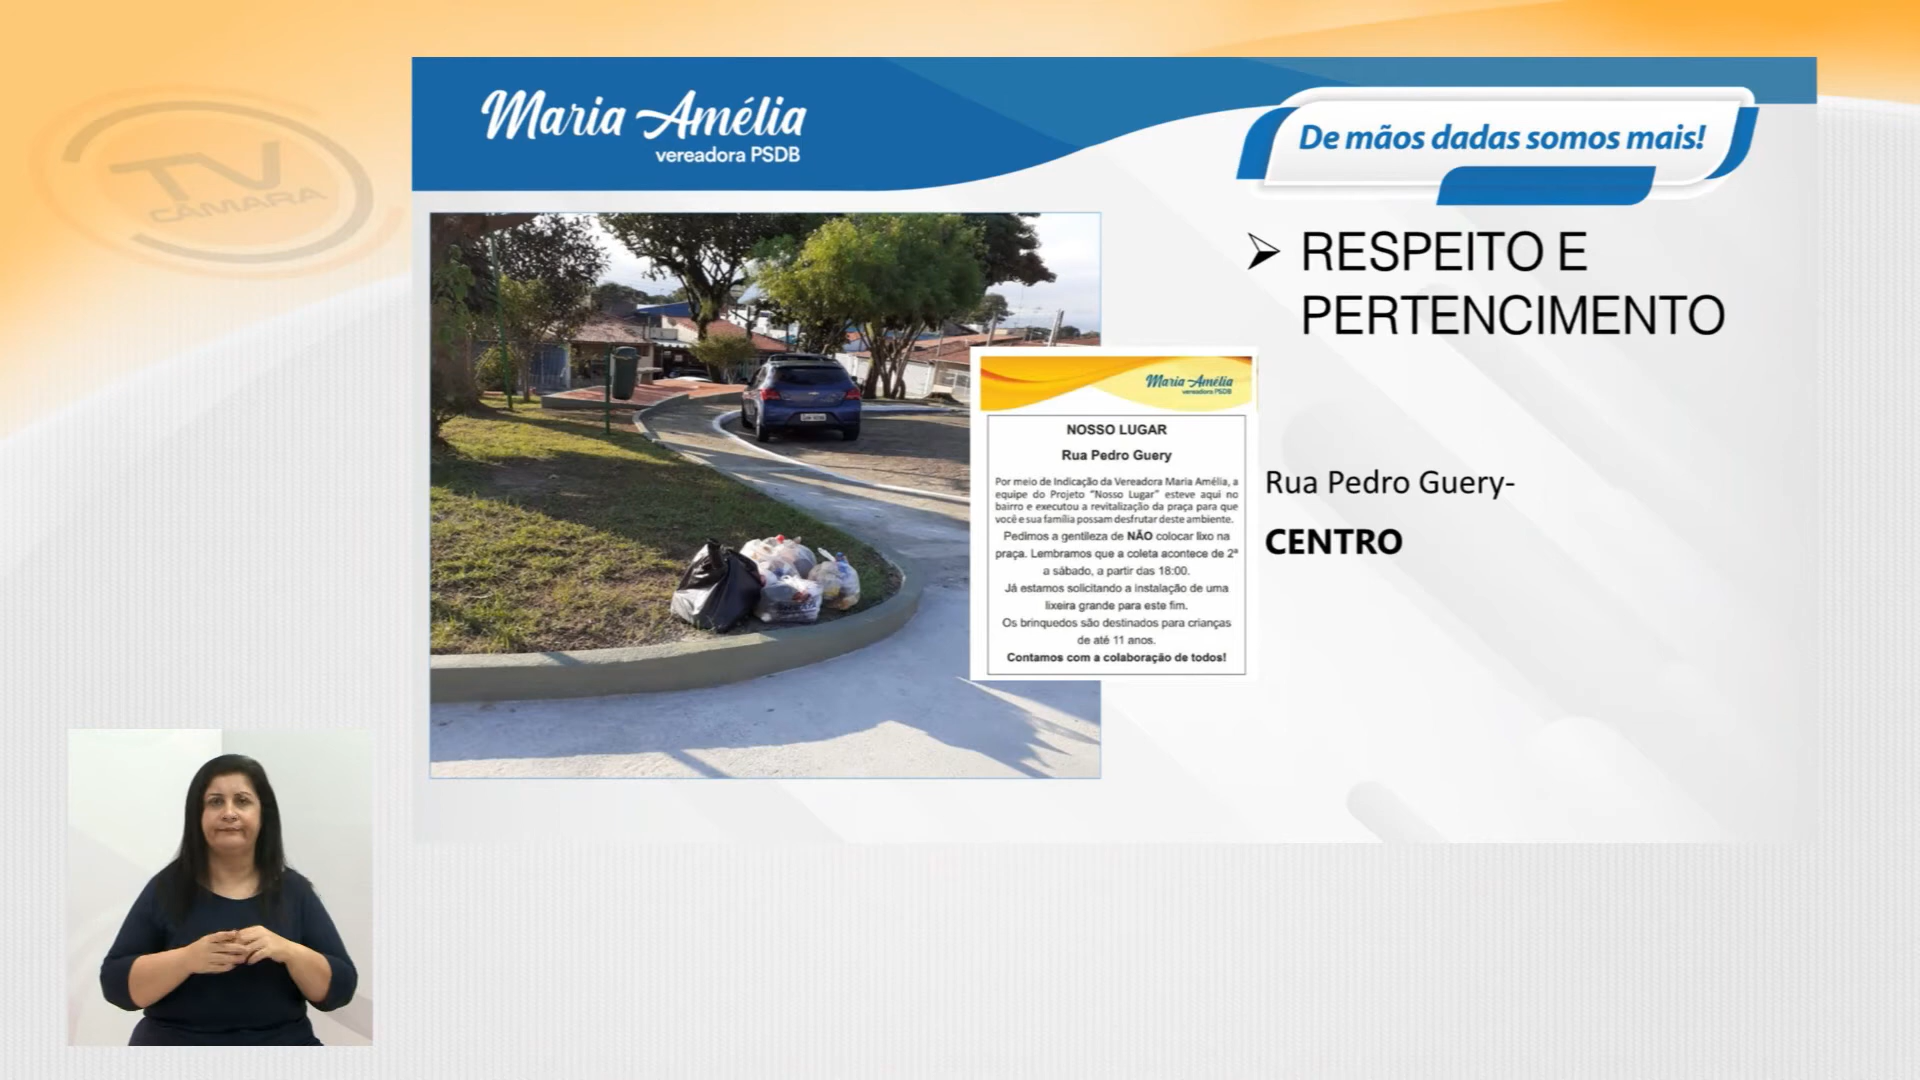 TV
CÂMARA
Maria Amélia
vereadora PSDB
De mãos dadas somos mais!
➢ RESPEITO E
PERTENCIMENTO
Maria Amélia
vereadora PSDB
NOSSO LUGAR
Rua Pedro Guery
Por meio de Indicação da Vereadora Maria Amélia, a
equipe do Projeto "Nosso Lugar" esteve aqui no
bairro e executou a revitalização da praça para que
você e sua família possam desfrutar deste ambiente.
Pedimos a gentileza de NÃO colocar lixo na
praça. Lembramos que a coleta acontece de 2ª
a sábado, a partir das 18:00.
Já estamos solicitando a instalação de uma
lixeira grande para este fim.
Os brinquedos são destinados para crianças
de até 11 anos.
Contamos com a colaboração de todos!
Rua Pedro Guery-
CENTRO